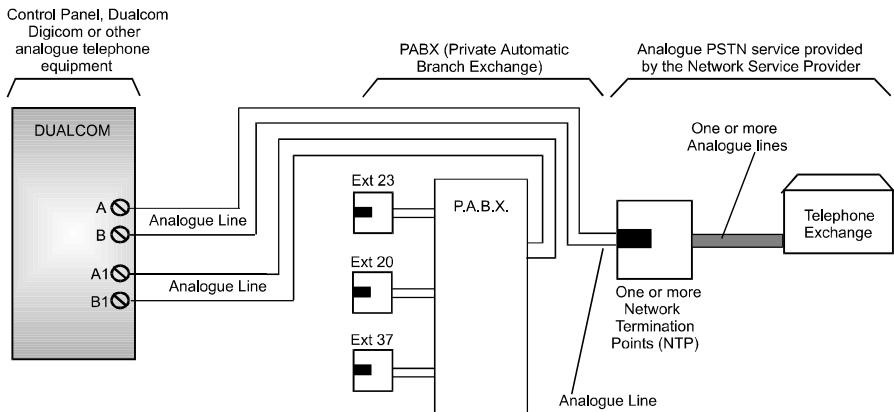 Control Panel, Dualcom
Digicom or other
analogue telephone
equipment
PABX (Private Automatic
Branch Exchange)
Analogue PSTN service provided
by the Network Service Provider
DUALCOM
One or more
Analogue lines
A
Analogue Line
B
A1
Analogue Line
B1
Ext 23
P.A.B.X.
Ext 20
Ext 37
Telephone
Exchange
One or more
Network
Termination
Points (NTP)
Analogue Line